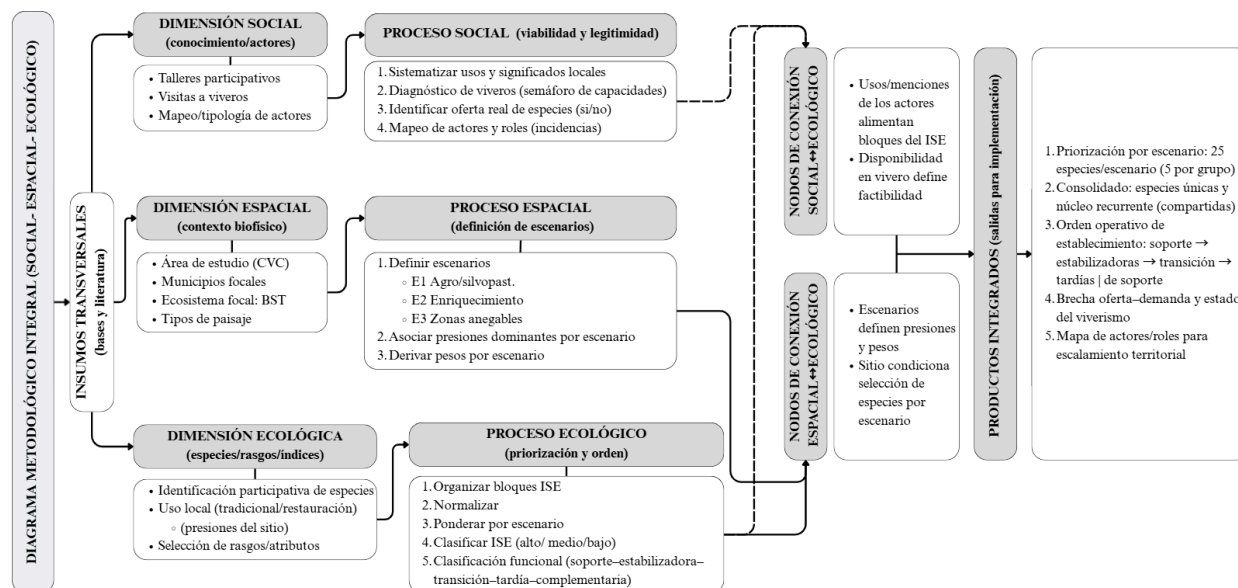 DIAGRAMA METODOLÓGICO INTEGRAL (SOCIAL- ESPACIAL- ECOLÓGICO)
INSUMOS TRANSVERSALES
(bases y literatura)
DIMENSIÓN SOCIAL
(conocimiento/actores)
• Talleres participativos
• Visitas a viveros
• Mapeo/tipología de actores
PROCESO SOCIAL (viabilidad y legitimidad)
1. Sistematizar usos y significados locales
2. Diagnóstico de viveros (semáforo de capacidades)
3. Identificar oferta real de especies (si/no)
4. Mapeo de actores y roles (incidencias)
DIMENSIÓN ESPACIAL
(contexto biofísico)
• Área de estudio (CVC)
• Municipios focales
• Ecosistema focal: BST
• Tipos de paisaje
PROCESO ESPACIAL
(definición de escenarios)
1. Definir escenarios
○ E1 Agro/silvopast.
○ E2 Enriquecimiento
○ E3 Zonas anegables
2. Asociar presiones dominantes por escenario
3. Derivar pesos por escenario
DIMENSIÓN ECOLÓGICA
(especies/rasgos/índices)
• Identificación participativa de especies
• Uso local (tradicional/restauración)
○ (presiones del sitio)
• Selección de rasgos/atributos
PROCESO ECOLÓGICO
(priorización y orden)
1. Organizar bloques ISE
2. Normalizar
3. Ponderar por escenario
4. Clasificar ISE (alto/ medio/bajo)
5. Clasificación funcional (soporte–estabilizadora–
transición–tardía–complementaria)
NODOS DE CONEXIÓN
SOCIAL↔ECOLÓGICO
• Usos/menciones
de los actores
alimentan
bloques del ISE
• Disponibilidad
en vivero define
factibilidad
NODOS DE CONEXIÓN
ESPACIAL↔ECOLÓGICO
• Escenarios
definen presiones
y pesos
• Sitio condiciona
selección de
especies por
escenario
PRODUCTOS INTEGRADOS (salidas para implementación)
1. Priorización por escenario: 25
especies/escenario (5 por grupo)
2. Consolidado: especies únicas y
núcleo recurrente (compartidas)
3. Orden operativo de
establecimiento: soporte →
estabilizadoras → transición →
tardías | de soporte
4. Brecha oferta–demanda y estado
del viverismo
5. Mapa de actores/roles para
escalamiento territorial